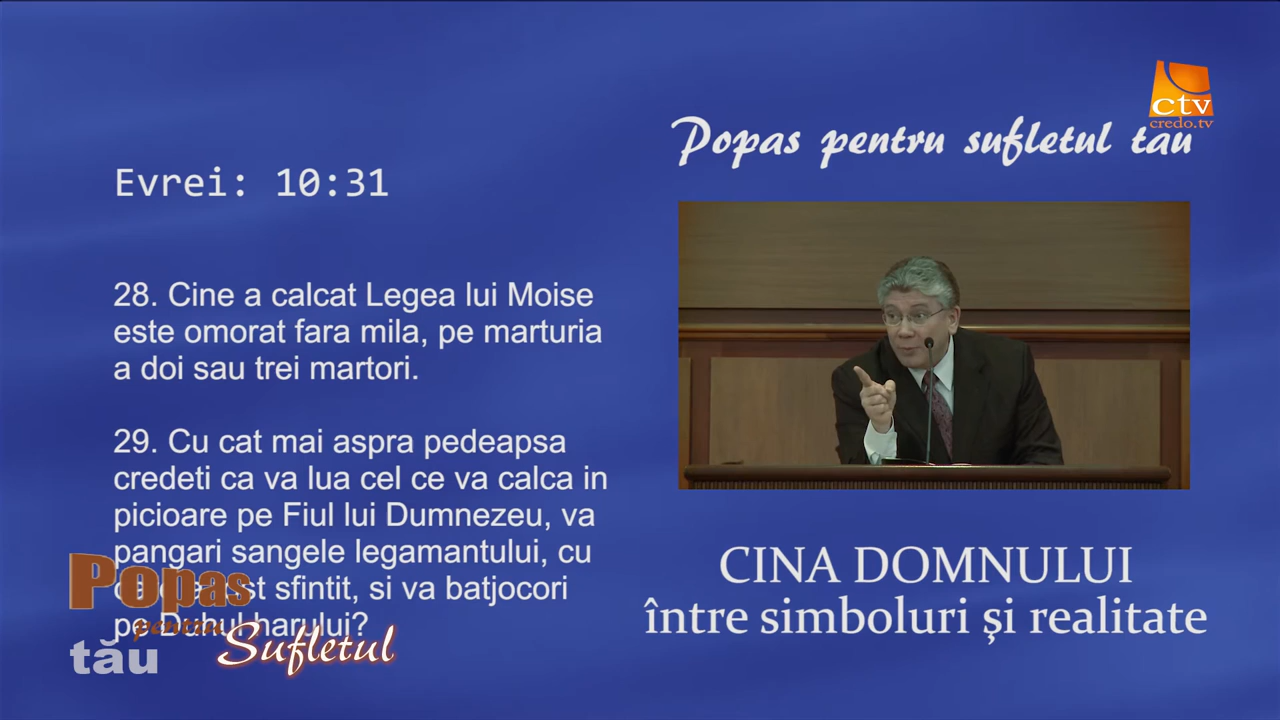 ctv
credo.tv
Popas pentru sufletul tau
Evrei: 10:31
28. Cine a calcat Legea lui Moise
este omorat fara mila, pe marturia
a doi sau trei martori.
29. Cu cat mai aspra pedeapsa
credeti ca va lua cel ce va calca in
picioare pe Fiul lui Dumnezeu, va
pangari sangele legamantului, cu
sfintit, si va batjocori
harului?
Popas
pentru Sufletul
tău
CINA DOMNULUI
între simboluri şi realitate